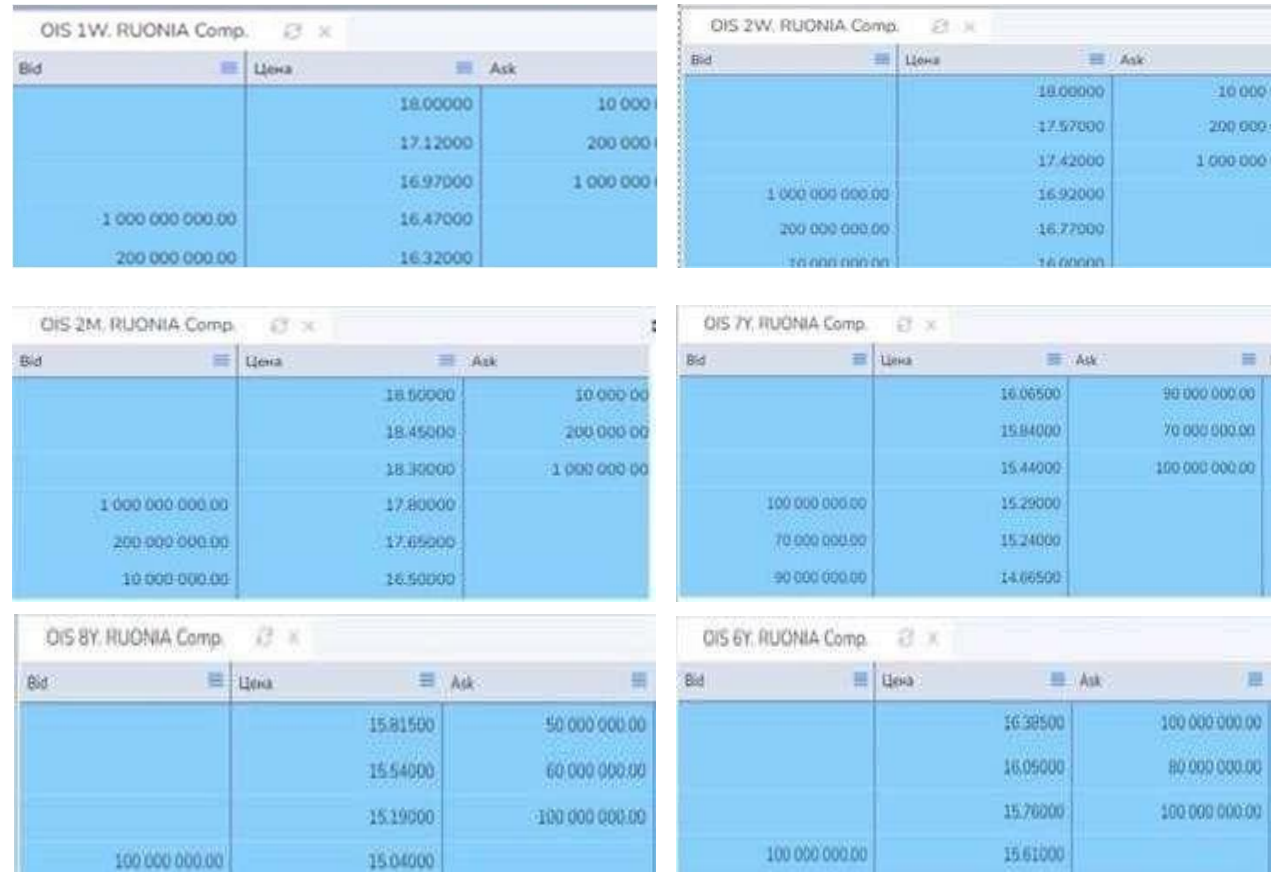 OIS 1W. RUONIA Comp.
Bid Цена Ask
18.00000 10 000
17.12000 200 000
16.97000 1 000 000
1 000 000 000.00 16.47000
200 000 000.00 16.32000
OIS 2W. RUONIA Comp.
Bid Цена Ask
18.00000 10 000
17.57000 200 000
17.42000 1 000 000
1 000 000 000.00 16.92000
200 000 000.00 16.77000
10 000 000.00 16.00000
OIS 2M. RUONIA Comp.
Bid Цена Ask
18.50000 10 000 00
18.45000 200 000 00
18.30000 1 000 000 00
1 000 000 000.00 17.80000
200 000 000.00 17.65000
10 000 000.00 16.50000
OIS 7Y. RUONIA Comp.
Bid Цена Ask
16.06500 90 000 000.00
15.84000 70 000 000.00
15.44000 100 000 000.00
100 000 000.00 15.29000
70 000 000.00 15.24000
90 000 000.00 14.66500
OIS 8Y. RUONIA Comp.
Bid Цена Ask
15.81500 50 000 000.00
15.54000 60 000 000.00
15.19000 100 000 000.00
100 000 000.00 15.04000
OIS 6Y. RUONIA Comp.
Bid Цена Ask
16.38500 100 000 000.00
16.05000 80 000 000.00
15.76000 100 000 000.00
100 000 000.00 15.61000